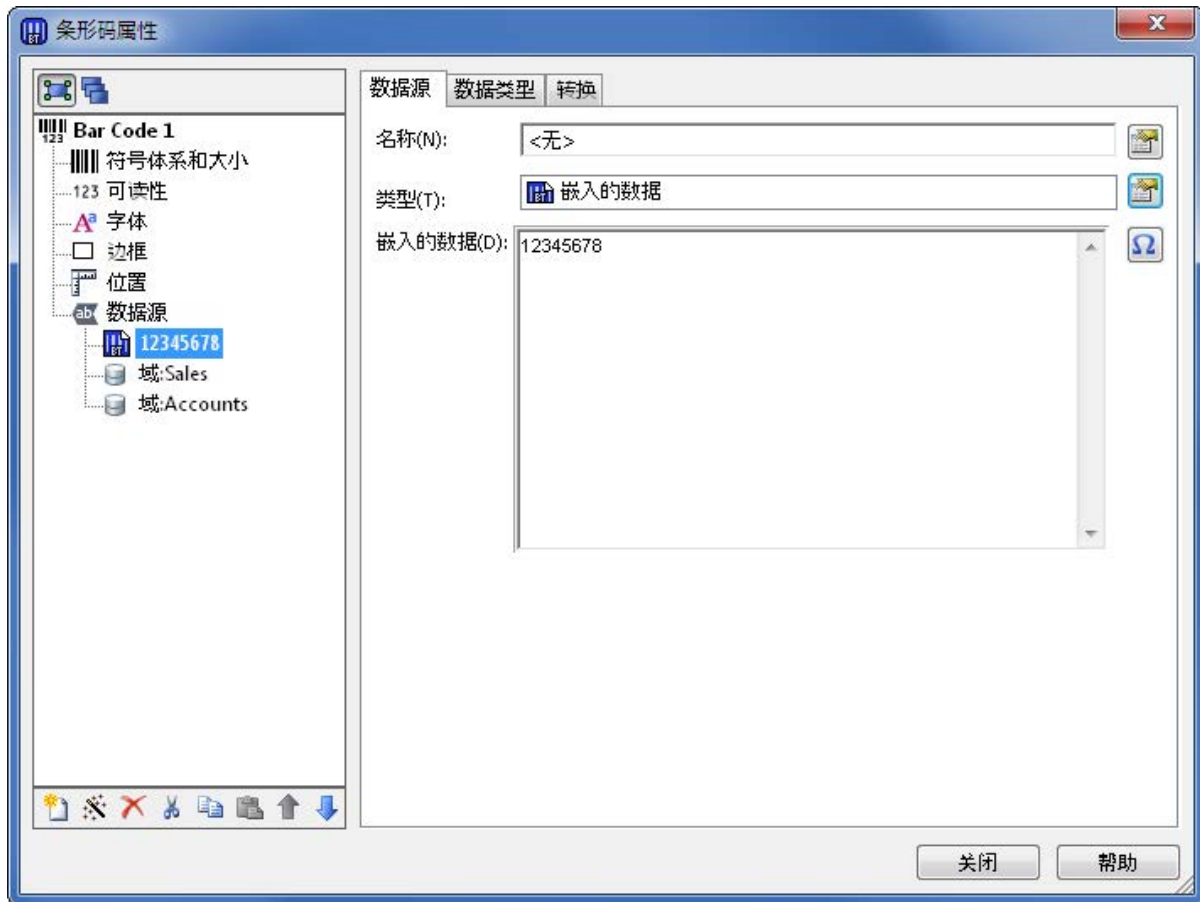 条形码属性
Bar Code 1
符号体系和大小
123 可读性
字体
边框
位置
数据源
12345678
域:Sales
域:Accounts
数据源 数据类型 转换
名称(N): <无>
类型(T): 嵌入的数据
嵌入的数据(D): 12345678
Ω
关闭 帮助